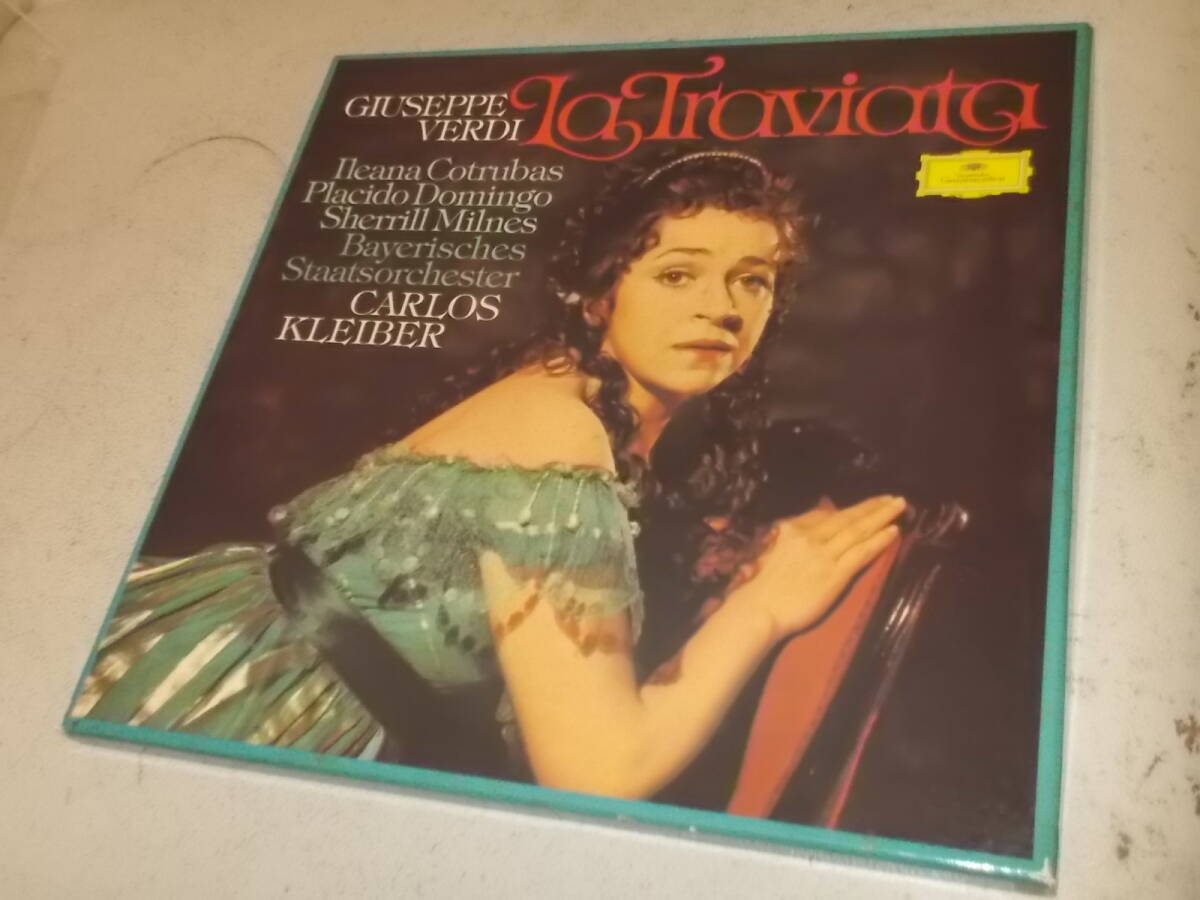 GIUSEPPE
VERDI
La Traviata
Ileana Cotrubas
Placido Domingo
Sherrill Milnes
Bayerisches
Staatsorchester
CARLOS
KLEIBER